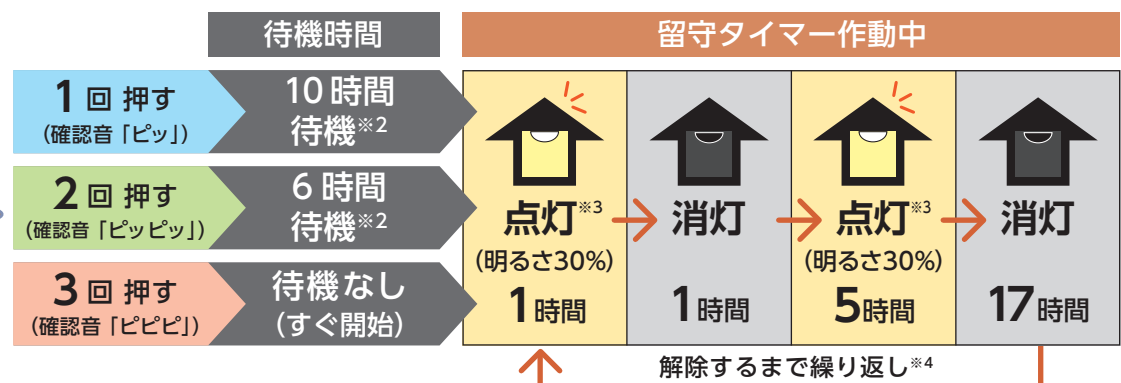 待機時間
留守タイマー作動中
1回 押す
(確認音「ピッ」)
10時間
待機※2
2回 押す
(確認音「ピッピッ」)
6時間
待機※2
3回 押す
(確認音「ピピピ」)
待機なし
(すぐ開始)
点灯※3
(明るさ30%)
1時間
消灯
1時間
点灯※3
(明るさ30%)
5時間
消灯
17時間
解除するまで繰り返し※4